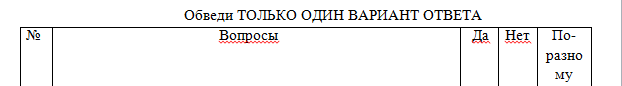 Обведи ТОЛЬКО ОДИН ВАРИАНТ ОТВЕТА
№ Вопросы Да Нет По-
разно
му